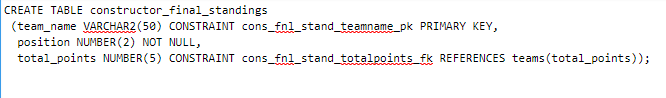 CREATE TABLE constructor_final_standings
(team_name VARCHAR2(50) CONSTRAINT cons_fnl_stand_teamname_pk PRIMARY KEY,
position NUMBER(2) NOT NULL,
total_points NUMBER(5) CONSTRAINT cons_fnl_stand_totalpoints_fk REFERENCES teams(total_points));